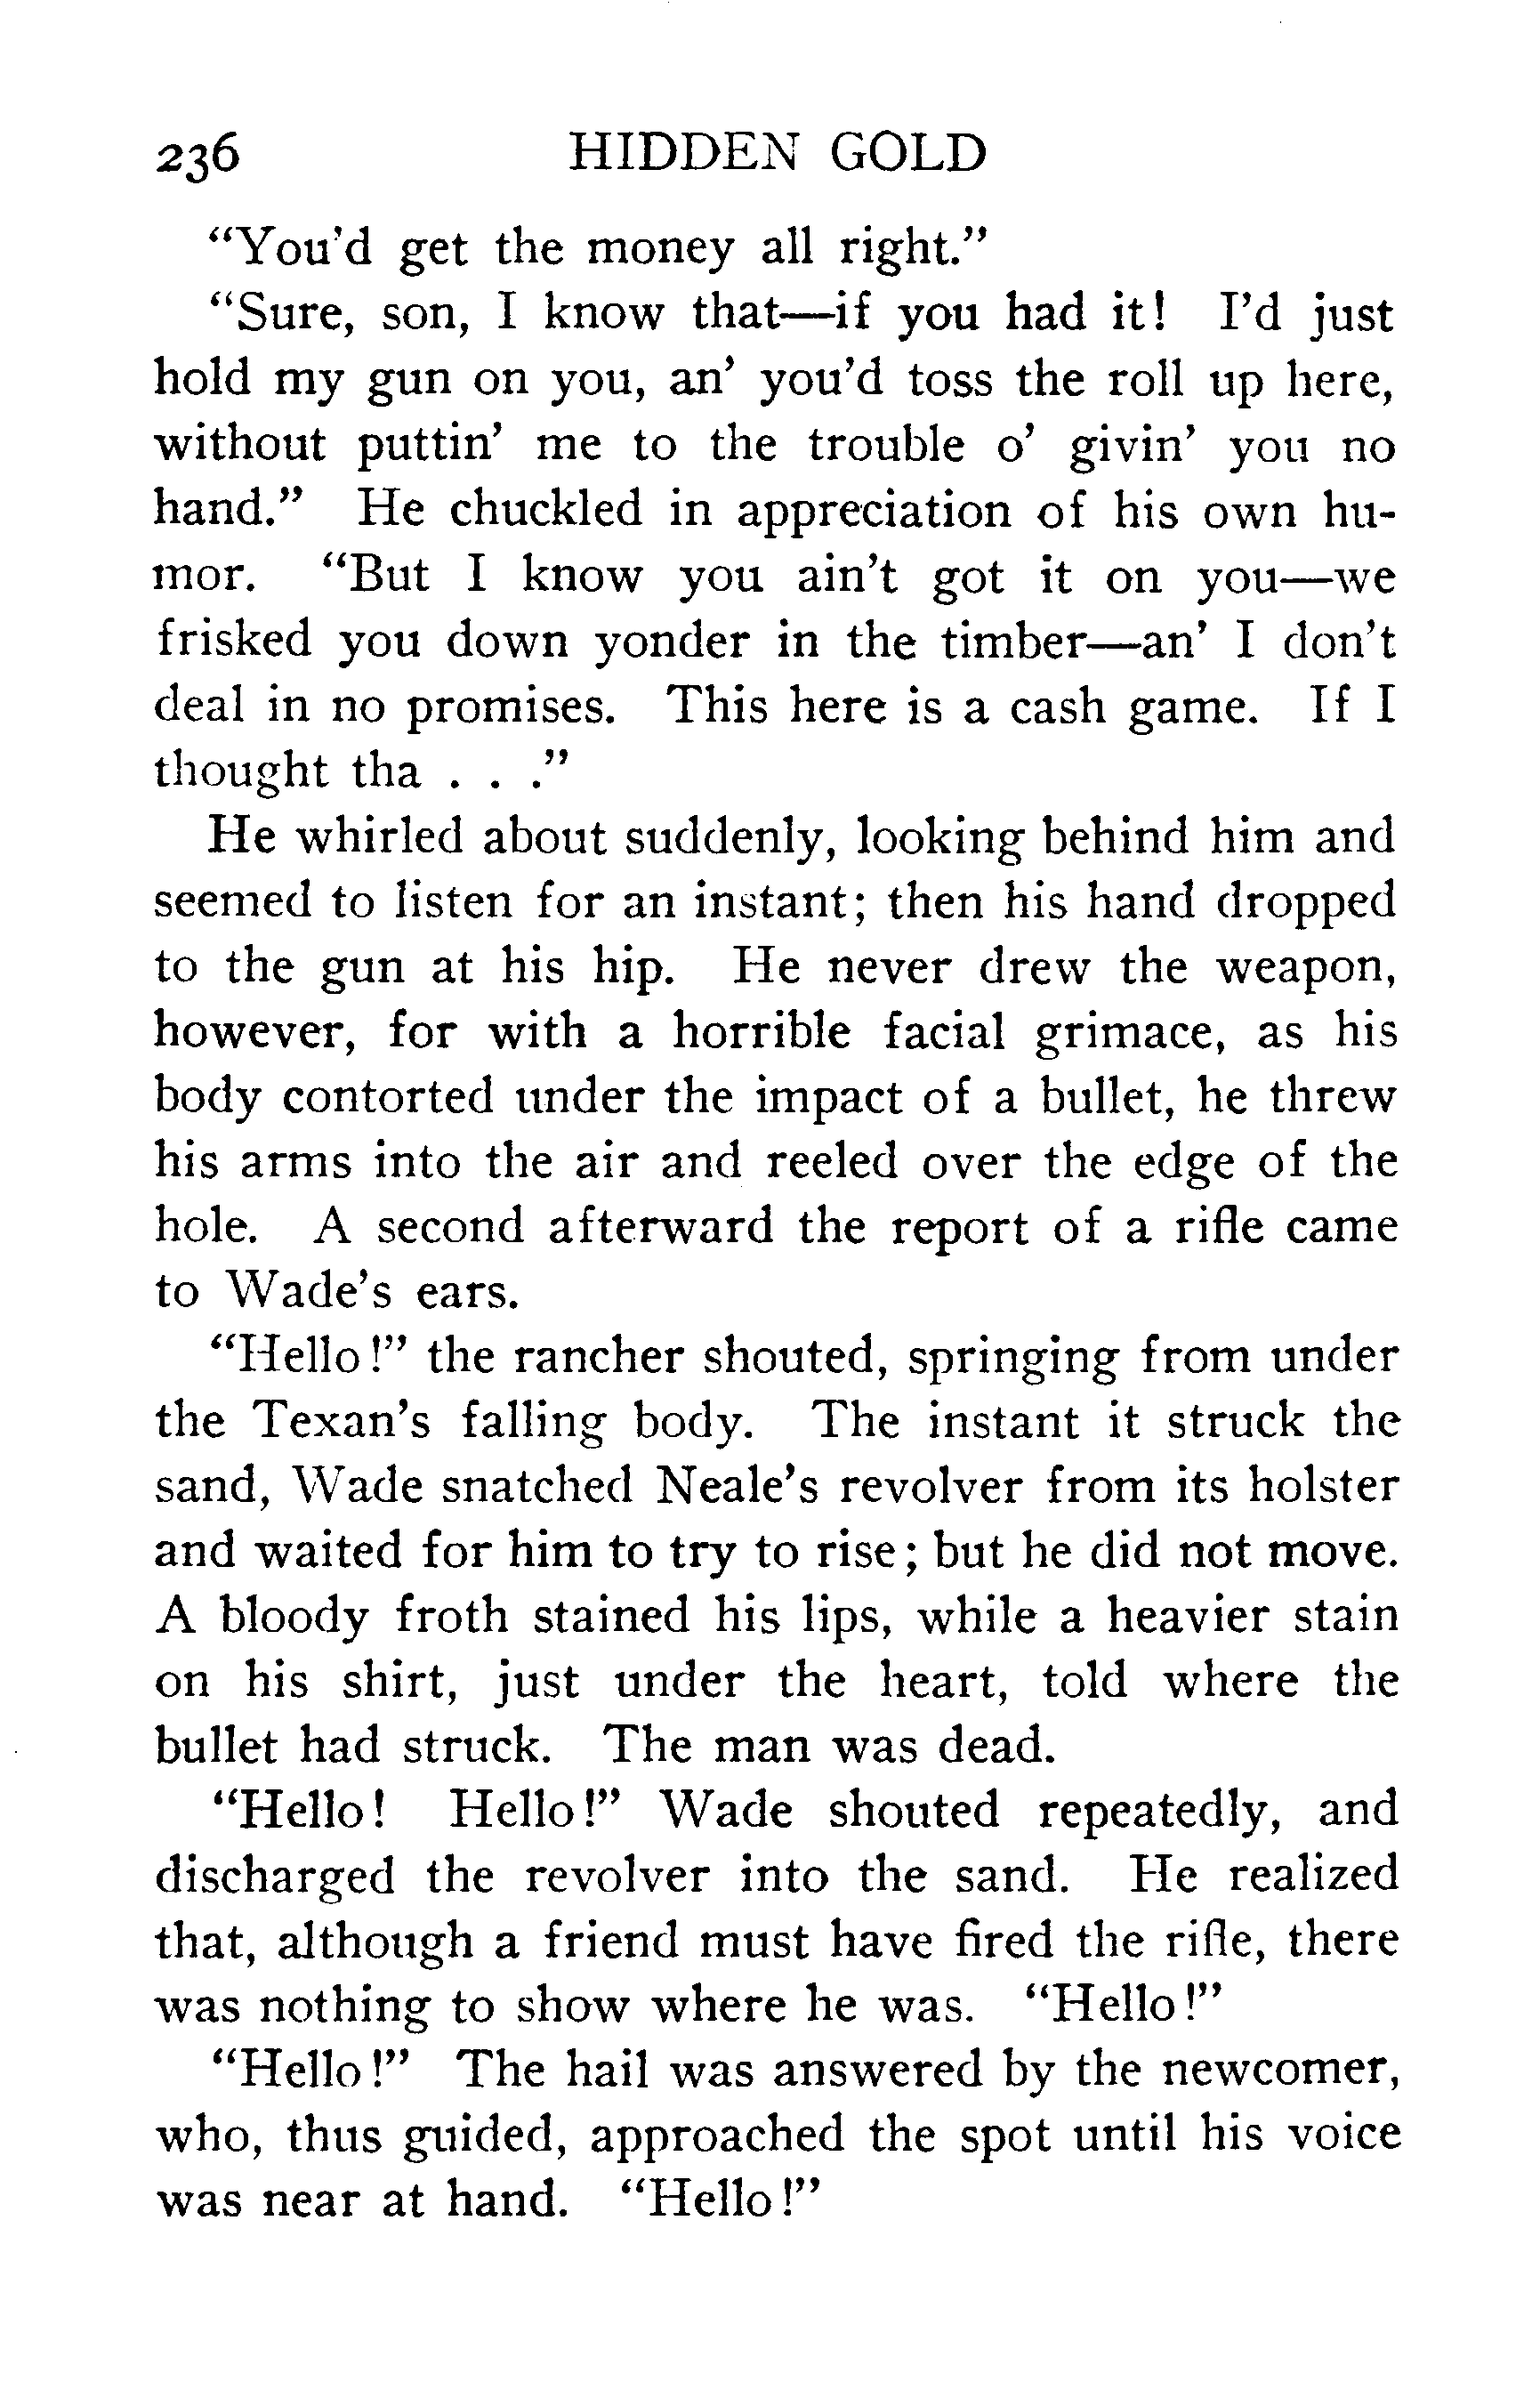 236 HIDDEN GOLD
“You’d get the money all right.”
“Sure, son, I know that—if you had it! I’d just
hold my gun on you, an’ you’d toss the roll up here,
without puttin’ me to the trouble o’ givin’ you no
hand.” He chuckled in appreciation of his own hu-
mor. “But I know you ain’t got it on you—we
frisked you down yonder in the timber—an’ I don’t
deal in no promises. This here is a cash game. If I
thought tha . . .”
He whirled about suddenly, looking behind him and
seemed to listen for an instant; then his hand dropped
to the gun at his hip. He never drew the weapon,
however, for with a horrible facial grimace, as his
body contorted under the impact of a bullet, he threw
his arms into the air and reeled over the edge of the
hole. A second afterward the report of a rifle came
to Wade’s ears.
“Hello!” the rancher shouted, springing from under
the Texan’s falling body. The instant it struck the
sand, Wade snatched Neale’s revolver from its holster
and waited for him to try to rise; but he did not move.
A bloody froth stained his lips, while a heavier stain
on his shirt, just under the heart, told where the
bullet had struck. The man was dead.
“Hello! Hello!” Wade shouted repeatedly, and
discharged the revolver into the sand. He realized
that, although a friend must have fired the rifle, there
was nothing to show where he was. “Hello!”
“Hello!” The hail was answered by the newcomer,
who, thus guided, approached the spot until his voice
was near at hand. “Hello!”